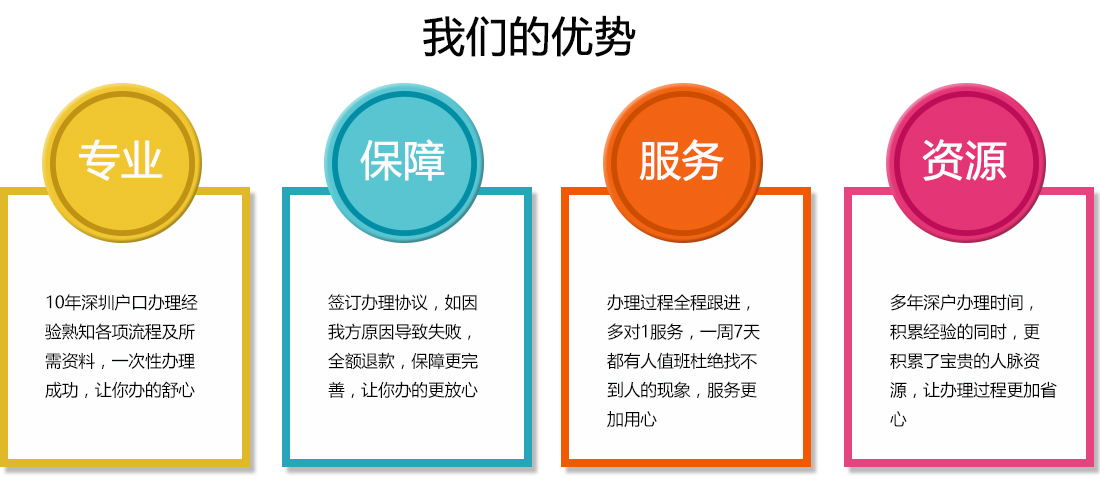 我们的优势
专业
10年深圳户口办理经
验熟知各项流程及所
需资料，一次性办理
成功，让你办的舒心
保障
签订办理协议，如因
我方原因导致失败，
全额退款，保障更完
善，让你办的更放心
服务
办理过程全程跟进，
多对1服务，一周7天
都有人值班杜绝找不
到人的现象，服务更
加用心
资源
多年深户办理时间，
积累经验的同时，更
积累了宝贵的人脉资
源，让办理过程更加省
心